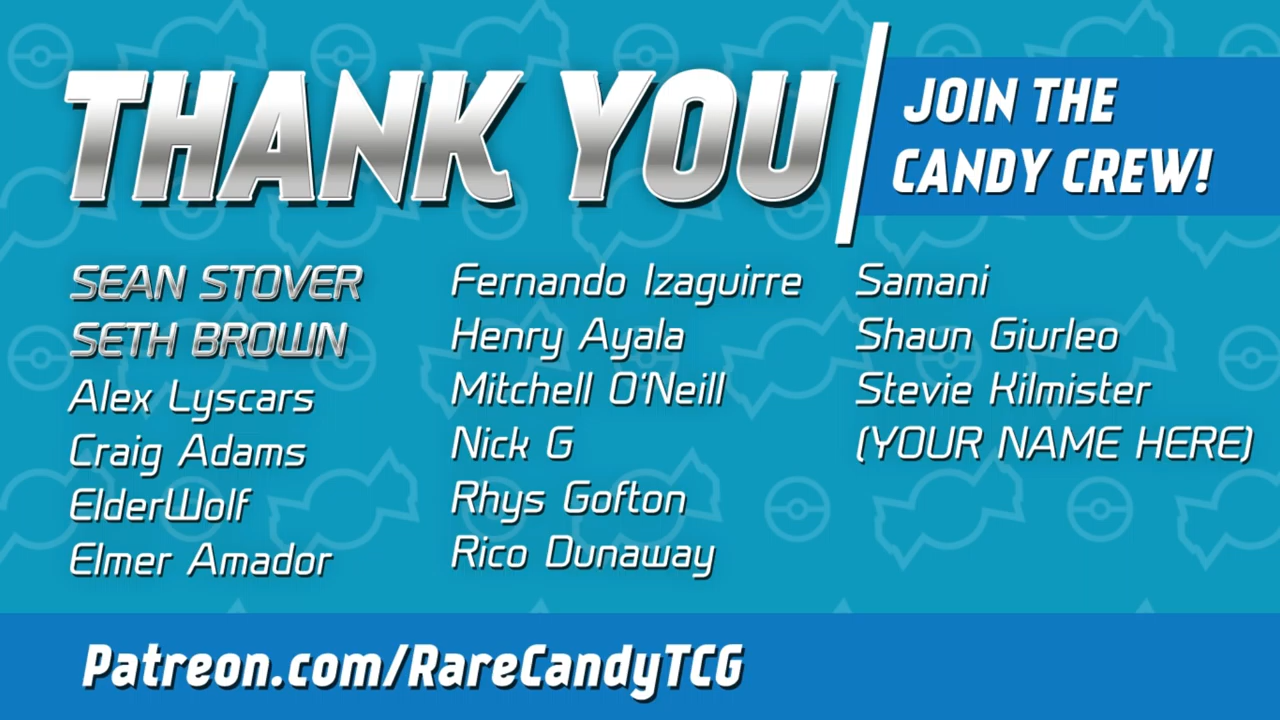 THANK YOU
JOIN THE
CANDY CREW!
SEAN STOVER
SETH BROWN
Alex Lyscars
Craig Adams
ElderWolf
Elmer Amador
Fernando Izaguirre
Henry Ayala
Mitchell O'Neill
Nick G
Rhys Gofton
Rico Dunaway
Samani
Shaun Giurleo
Stevie Kilmister
(YOUR NAME HERE)
Patreon.com/RareCandyTCG